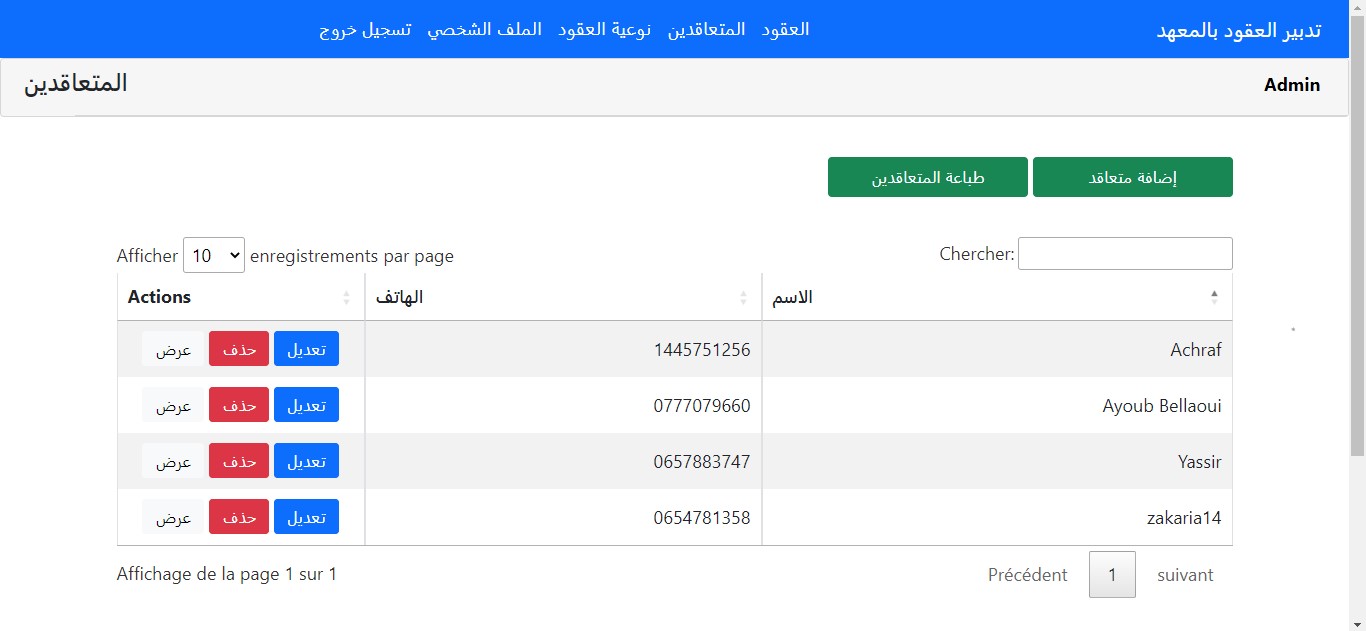 تدبير العقود بالمعهد العقود المتعاقدين نوعية العقود الملف الشخصي تسجيل خروج
Admin المتعاقدين
إضافة متعاقد طباعة المتعاقدين
Afficher 10 enregistrements par page Chercher:
الاسم الهاتف Actions
Achraf 1445751256 تعديل حذف عرض
Ayoub Bellaoui 0777079660 تعديل حذف عرض
Yassir 0657883747 تعديل حذف عرض
zakaria14 0654781358 تعديل حذف عرض
Affichage de la page 1 sur 1 Précédent 1 suivant